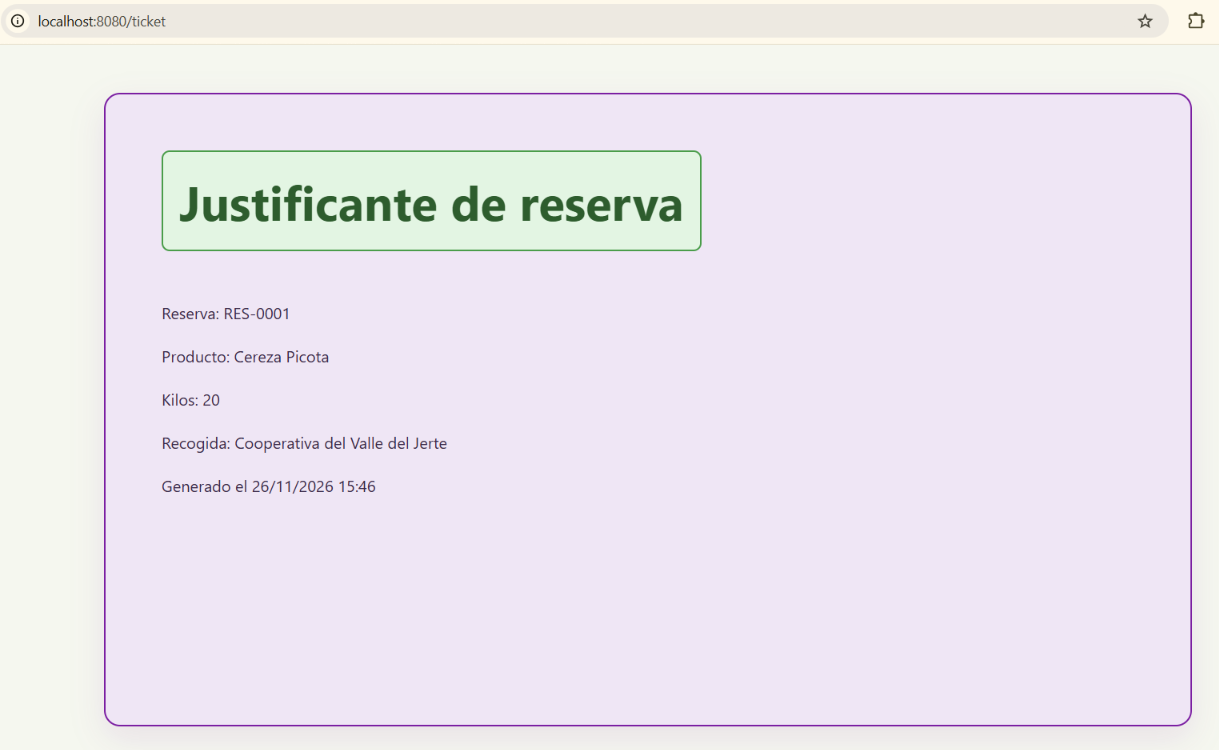 localhost:8080/ticket
Justificante de reserva
Reserva: RES-0001
Producto: Cereza Picota
Kilos: 20
Recogida: Cooperativa del Valle del Jerte
Generado el 26/11/2026 15:46